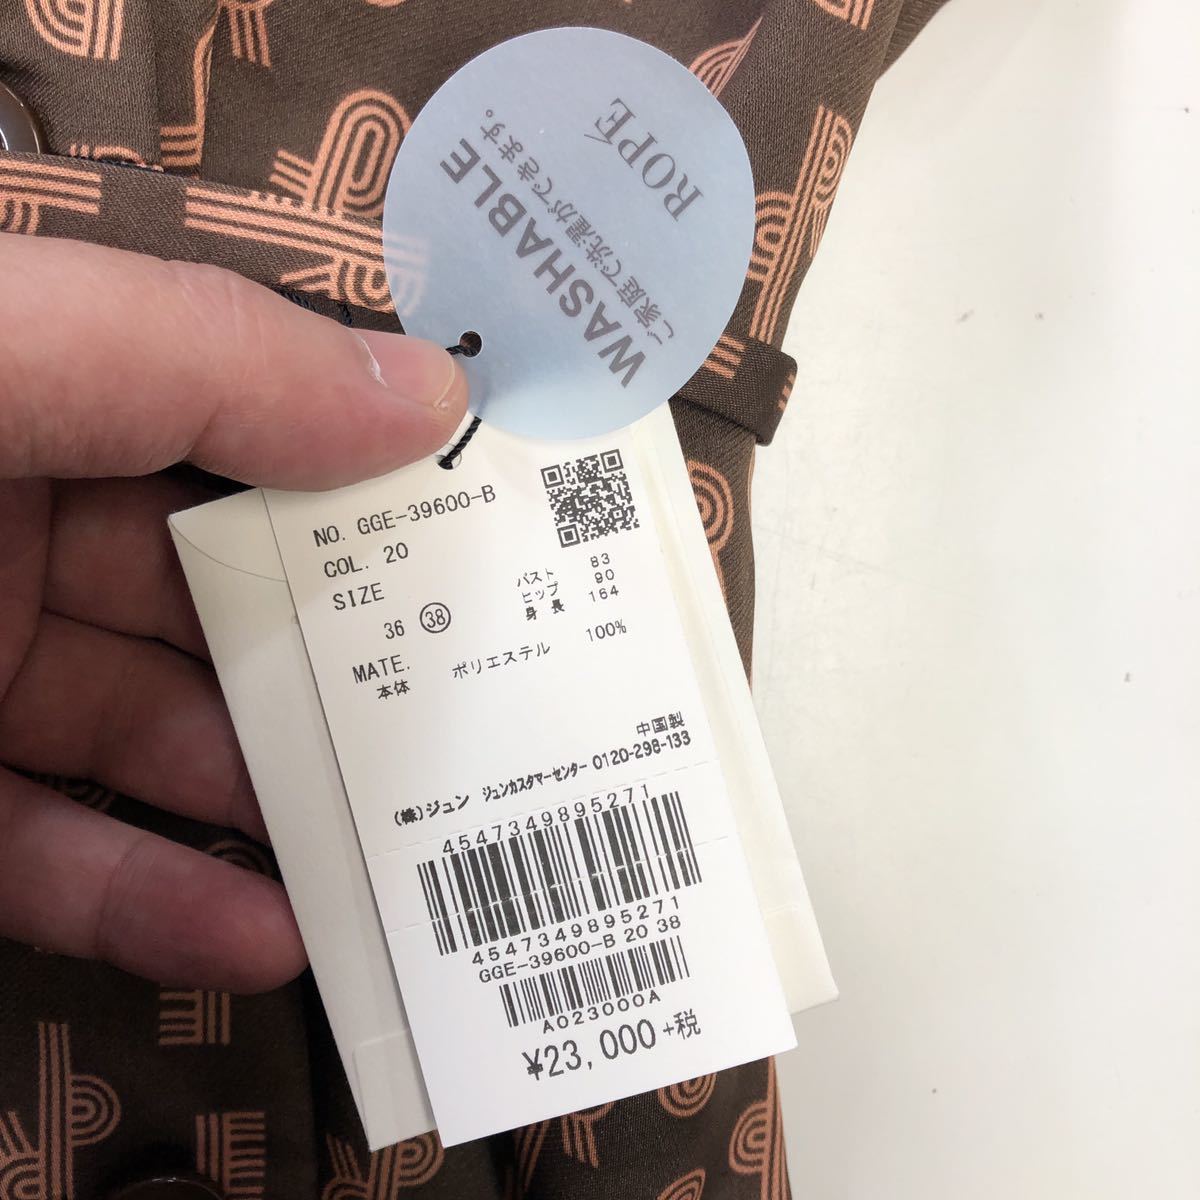 ROPÉ
WASHABLE
ご家庭で洗濯ができます。
NO. GGE-39600-B
COL. 20
SIZE
36 38
バスト 83
ヒップ 90
身長 164
MATE.
本体 ポリエステル 100%
中国製
(株)ジュン ジュンカスタマーセンター 0120-298-133
4547349895271
4547349895271
GGE-39600-B 20 38
A023000A
¥23,000+税